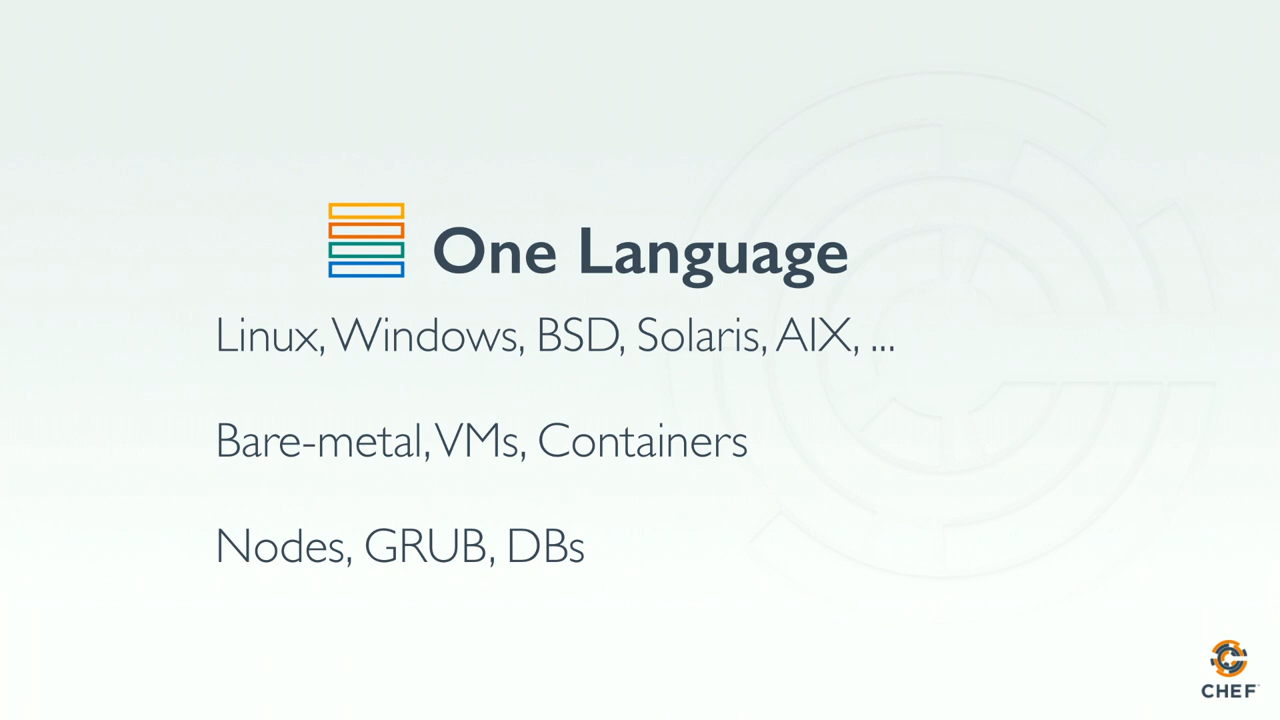 One Language
Linux, Windows, BSD, Solaris, AIX, ...
Bare-metal, VMs, Containers
Nodes, GRUB, DBs
CHEF